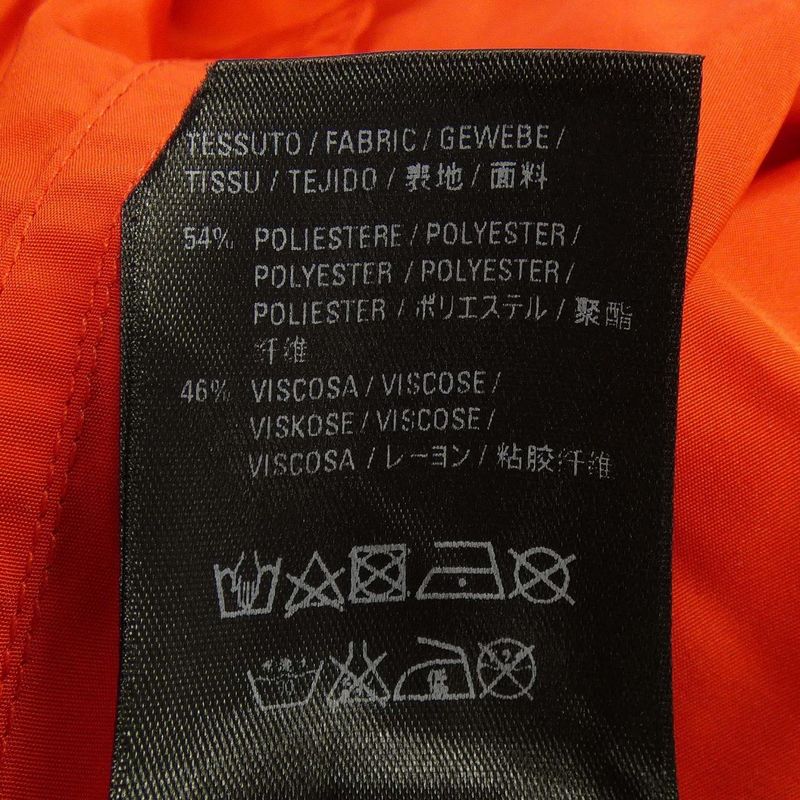 TESSUTO / FABRIC / GEWEBE /
TISSU / TEJIDO / 表地 / 面料
54% POLIESTERE / POLYESTER /
POLYESTER / POLYESTER /
POLIESTER / ポリエステル / 聚酯
纤维
46% VISCOSA / VISCOSE /
VISKOSE / VISCOSE /
VISCOSA / レーヨン / 粘胶纤维
低